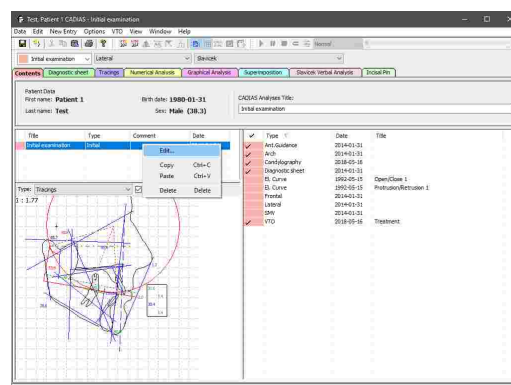 Test, Patient 1 CADIAS - Initial examination
Date Edit New Entry Options VTO View Window Help
Normal
Initial examination Lateral Slavicek
Contents Diagnostic sheet Tracings Numerical Analysis Graphical Analysis Superimposition Slavicek Verbal Analysis Incisal Pin
Patient Data
First name: Patient 1 Birth date: 1980-01-31
Last name: Test Sex: Male (38.3)
CADIAS Analyses Title:
Initial examination
Title Type Comment Date
Initial examination Initial
Edit...
Copy Ctrl+C
Paste Ctrl+V
Delete Delete
Type: Tracings
1 : 1.77
Type Date Title
Ant.Guidance 2014-01-31
Arch 2014-01-31
Condylography 2018-05-16
Diagnostic sheet 2014-01-31
EL Curve 1992-05-15 Open/Close 1
EL Curve 1992-05-15 Protrusion/Retrusion 1
Frontal 2014-01-31
Lateral 2014-01-31
SMV 2014-01-31
VTO 2018-05-16 Treatment